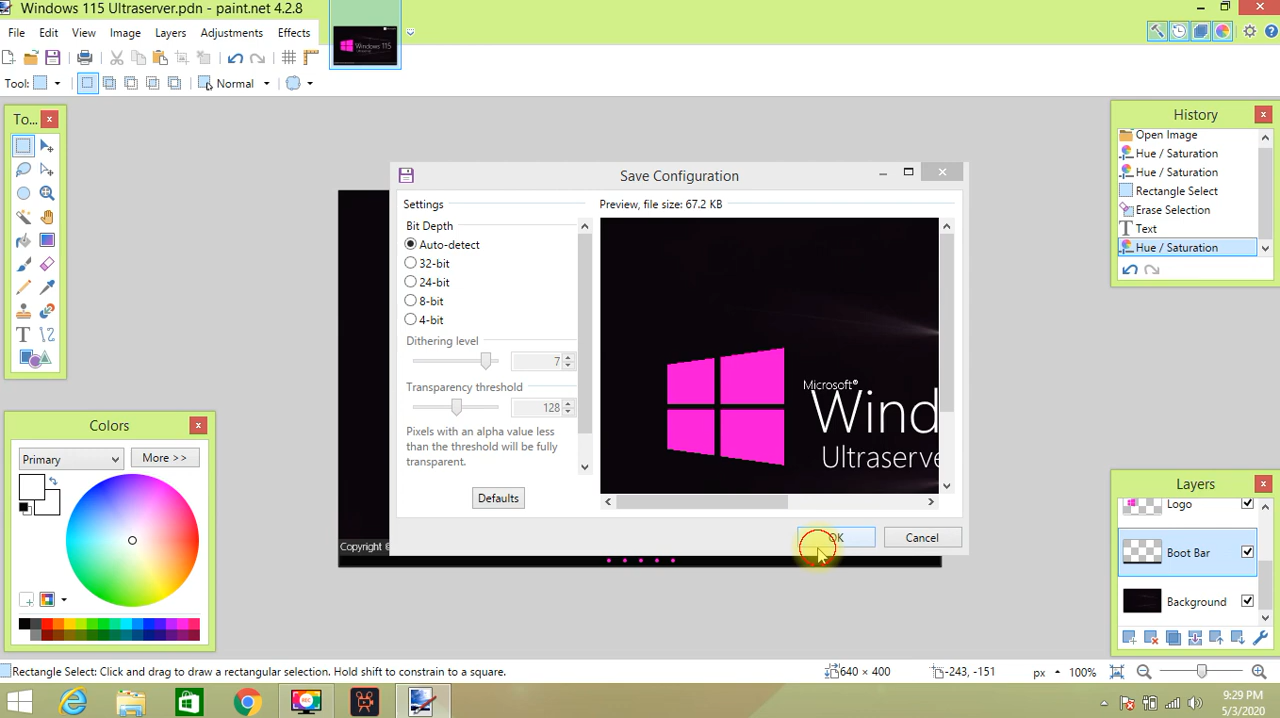 Windows 115 Ultraserver.pdn - paint.net 4.2.8
File Edit View Image Layers Adjustments Effects
Windows 115
Tool: Normal
To...
History
Open Image
Hue / Saturation
Hue / Saturation
Rectangle Select
Erase Selection
Text
Hue / Saturation
Save Configuration
Settings
Preview, file size: 67.2 KB
Bit Depth
Auto-detect
32-bit
24-bit
8-bit
4-bit
Dithering level
7
Transparency threshold
128
Pixels with an alpha value less
than the threshold will be fully
transparent.
Defaults
Microsoft®
Wind
Ultraserve
OK Cancel
Copyright ©
Colors
Primary More >>
Layers
Logo
Boot Bar
Background
Rectangle Select: Click and drag to draw a rectangular selection. Hold shift to constrain to a square.
640 × 400 -243, -151 px 100%
REC
9:29 PM
5/3/2020